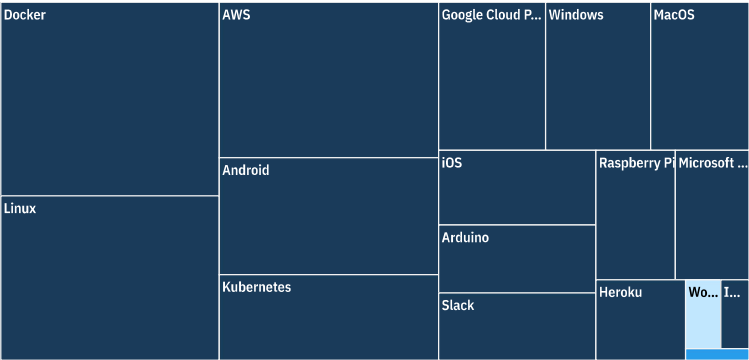 Docker
AWS
Google Cloud P...
Windows
MacOS
Android
iOS
Raspberry Pi
Microsoft ...
Linux
Arduino
Kubernetes
Slack
Heroku
Wo...
I...